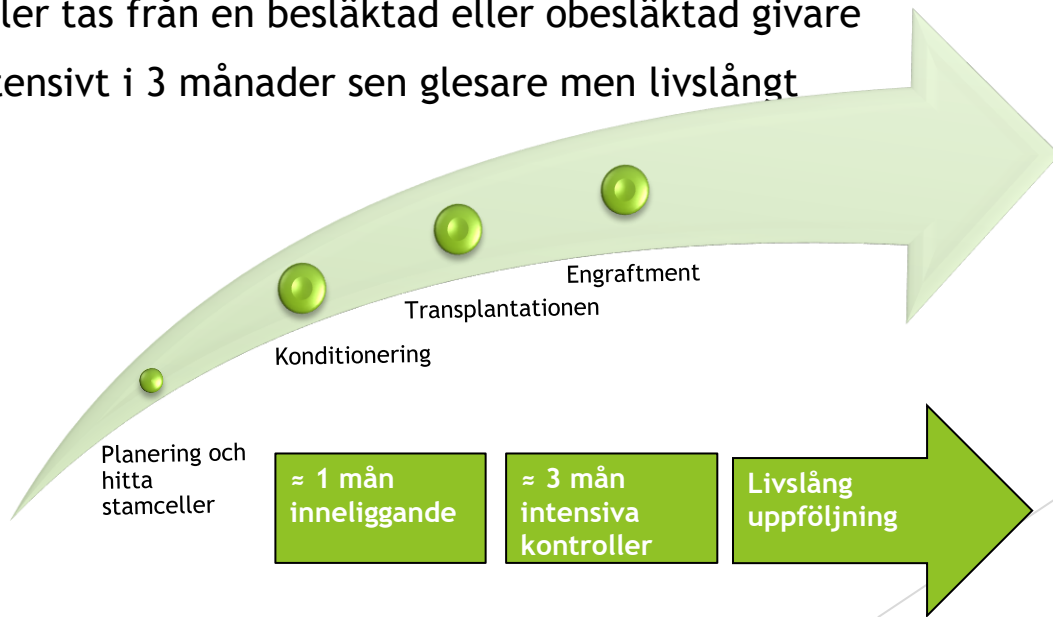 ler tas från en besläktad eller obesläktad givare
tensivt i 3 månader sen glesare men livslångt
Engraftment
Transplantationen
Konditionering
Planering och
hitta
stamceller
≈ 1 mån
inneliggande
≈ 3 mån
intensiva
kontroller
Livslång
uppföljning